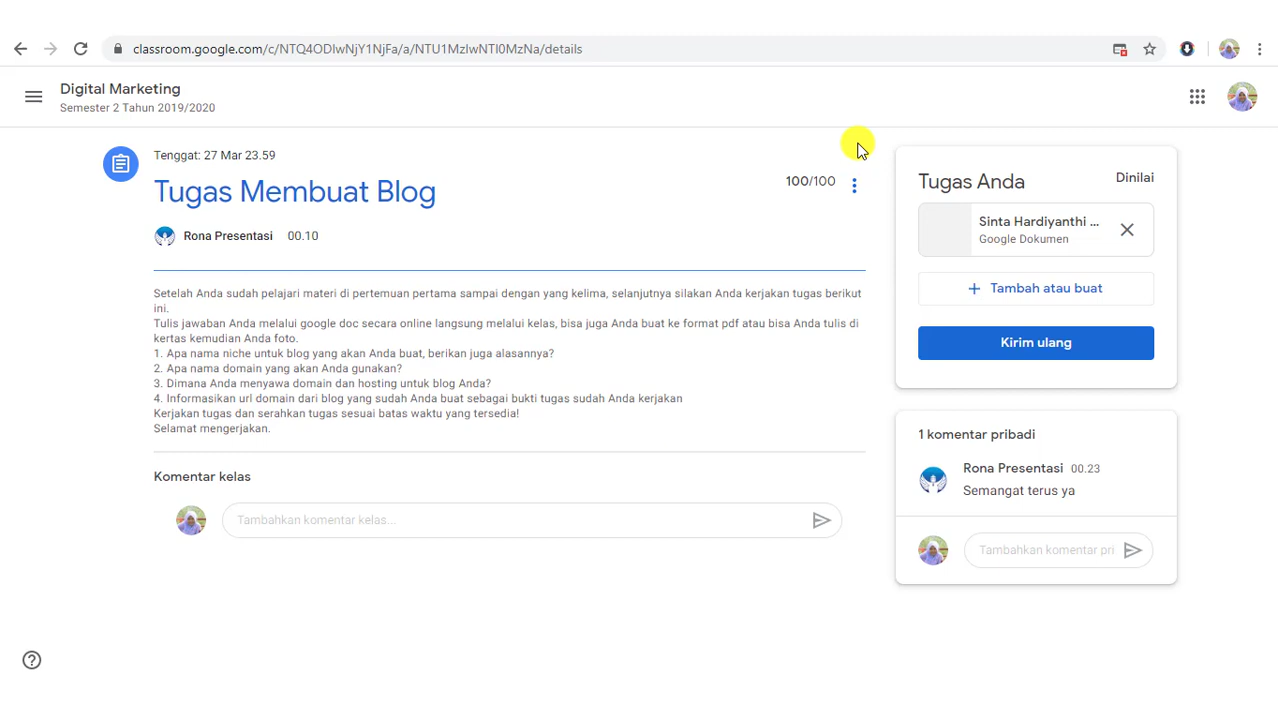 classroom.google.com/c/NTQ4ODIwNjY1NjFa/a/NTU1MzIwNTI0MzNa/details
Digital Marketing
Semester 2 Tahun 2019/2020
Tenggat: 27 Mar 23.59
Tugas Membuat Blog
100/100
Rona Presentasi 00.10
Setelah Anda sudah pelajari materi di pertemuan pertama sampai dengan yang kelima, selanjutnya silakan Anda kerjakan tugas berikut
ini.
Tulis jawaban Anda melalui google doc secara online langsung melalui kelas, bisa juga Anda buat ke format pdf atau bisa Anda tulis di
kertas kemudian Anda foto.
1. Apa nama niche untuk blog yang akan Anda buat, berikan juga alasannya?
2. Apa nama domain yang akan Anda gunakan?
3. Dimana Anda menyawa domain dan hosting untuk blog Anda?
4. Informasikan url domain dari blog yang sudah Anda buat sebagai bukti tugas sudah Anda kerjakan
Kerjakan tugas dan serahkan tugas sesuai batas waktu yang tersedia!
Selamat mengerjakan.
Komentar kelas
Tambahkan komentar kelas...
Tugas Anda
Dinilai
Sinta Hardiyanthi ...
Google Dokumen
+ Tambah atau buat
Kirim ulang
1 komentar pribadi
Rona Presentasi 00.23
Semangat terus ya
Tambahkan komentar pri